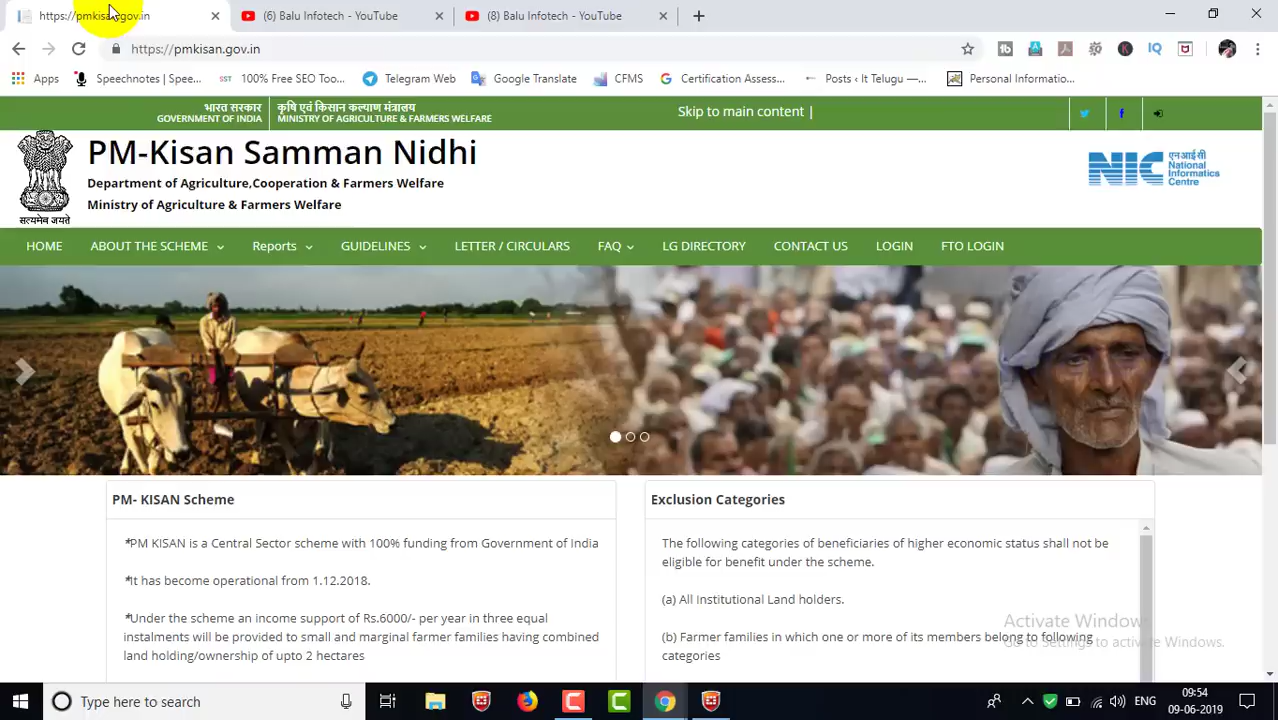 https://pmkisan.gov.in
(6) Balu Infotech - YouTube
(8) Balu Infotech - YouTube
https://pmkisan.gov.in
Apps
Speechnotes | Spee...
100% Free SEO Tool...
Telegram Web
Google Translate
CFMS
Certification Assess...
Posts ‹ It Telugu —...
Personal Informatio...
भारत सरकार
GOVERNMENT OF INDIA
कृषि एवं किसान कल्याण मंत्रालय
MINISTRY OF AGRICULTURE & FARMERS WELFARE
Skip to main content |
PM-Kisan Samman Nidhi
Department of Agriculture,Cooperation & Farmers Welfare
Ministry of Agriculture & Farmers Welfare
सत्यमेव जयते
NIC
एनआईसी
National
Informatics
Centre
HOME
ABOUT THE SCHEME
Reports
GUIDELINES
LETTER / CIRCULARS
FAQ
LG DIRECTORY
CONTACT US
LOGIN
FTO LOGIN
PM- KISAN Scheme
*PM KISAN is a Central Sector scheme with 100% funding from Government of India
*It has become operational from 1.12.2018.
*Under the scheme an income support of Rs.6000/- per year in three equal
instalments will be provided to small and marginal farmer families having combined
land holding/ownership of upto 2 hectares
Exclusion Categories
The following categories of beneficiaries of higher economic status shall not be
eligible for benefit under the scheme.
(a) All Institutional Land holders.
(b) Farmer families in which one or more of its members belong to following
categories
Activate Windows
Go to Settings to activate Windows.
Type here to search
ENG
09:54
09-06-2019